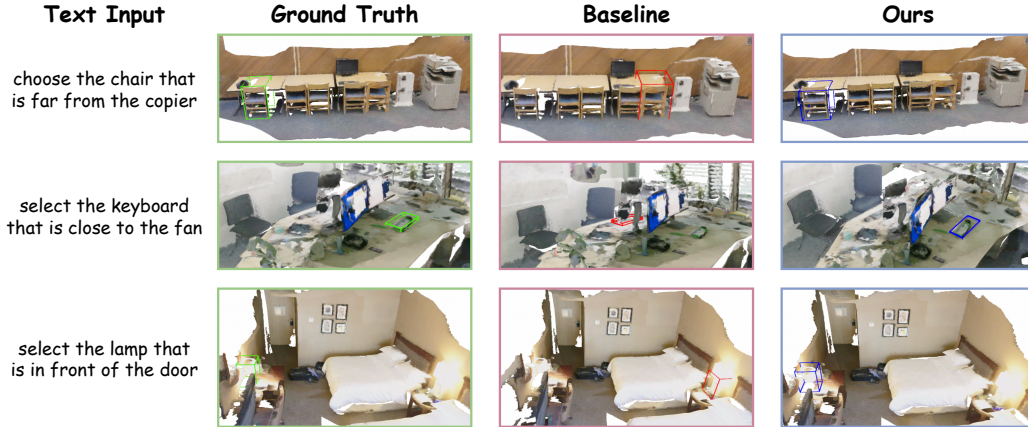 Text Input
Ground Truth
Baseline
Ours
choose the chair that
is far from the copier
select the keyboard
that is close to the fan
select the lamp that
is in front of the door